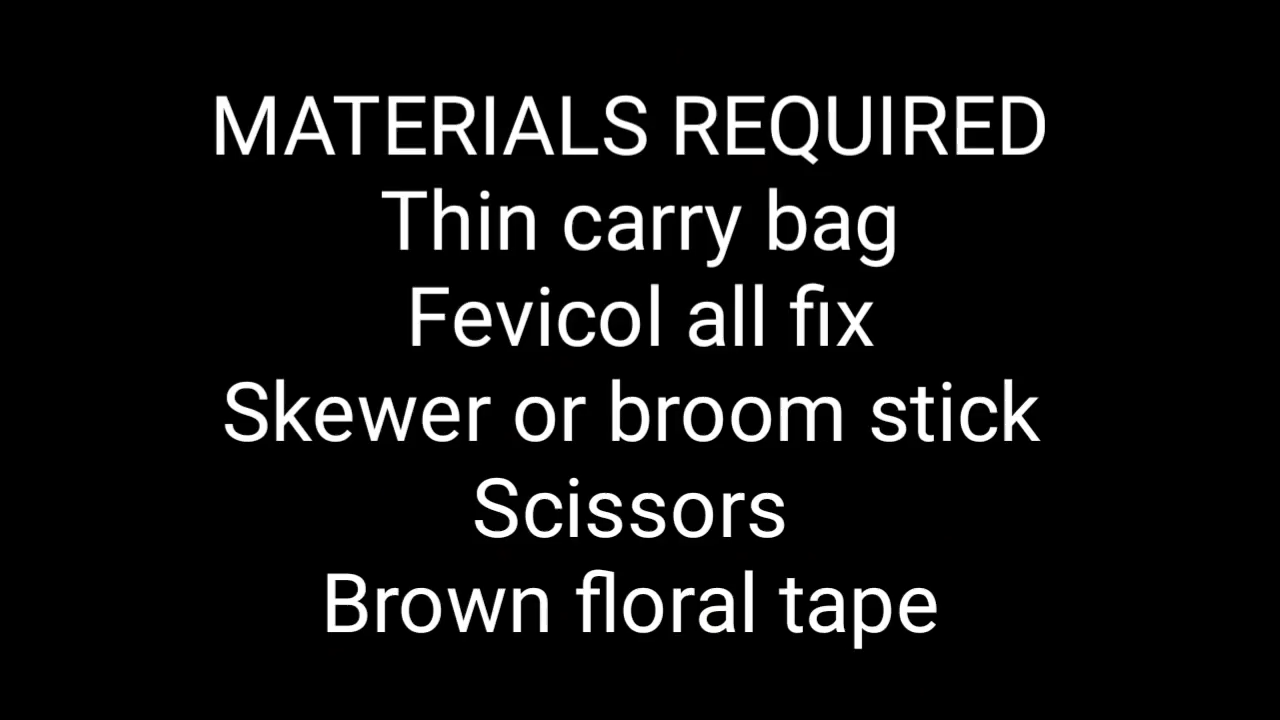 MATERIALS REQUIRED
Thin carry bag
Fevicol all fix
Skewer or broom stick
Scissors
Brown floral tape